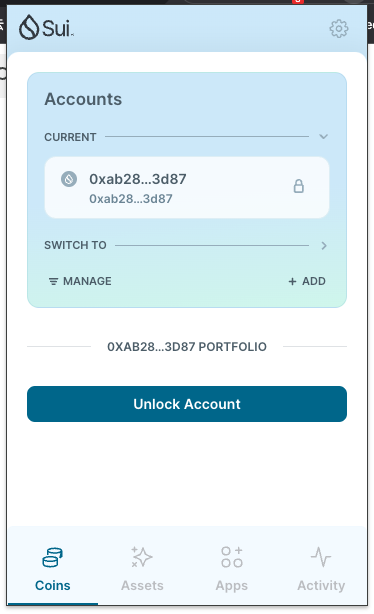 Sui™
Accounts
CURRENT
0xab28...3d87
0xab28...3d87
SWITCH TO
MANAGE
+ ADD
0XAB28...3D87 PORTFOLIO
Unlock Account
Coins
Assets
Apps
Activity